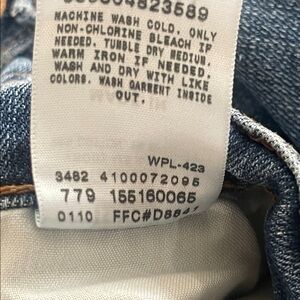 MACHINE WASH COLD. ONLY
NON-CHLORINE BLEACH IF
NEEDED. TUMBLE DRY MEDIUM.
WARM IRON IF NEEDED.
WASH AND DRY WITH LIKE
COLORS. WASH GARMENT INSIDE
OUT.
WPL-423
3482 4100072095
779 155160065
0110